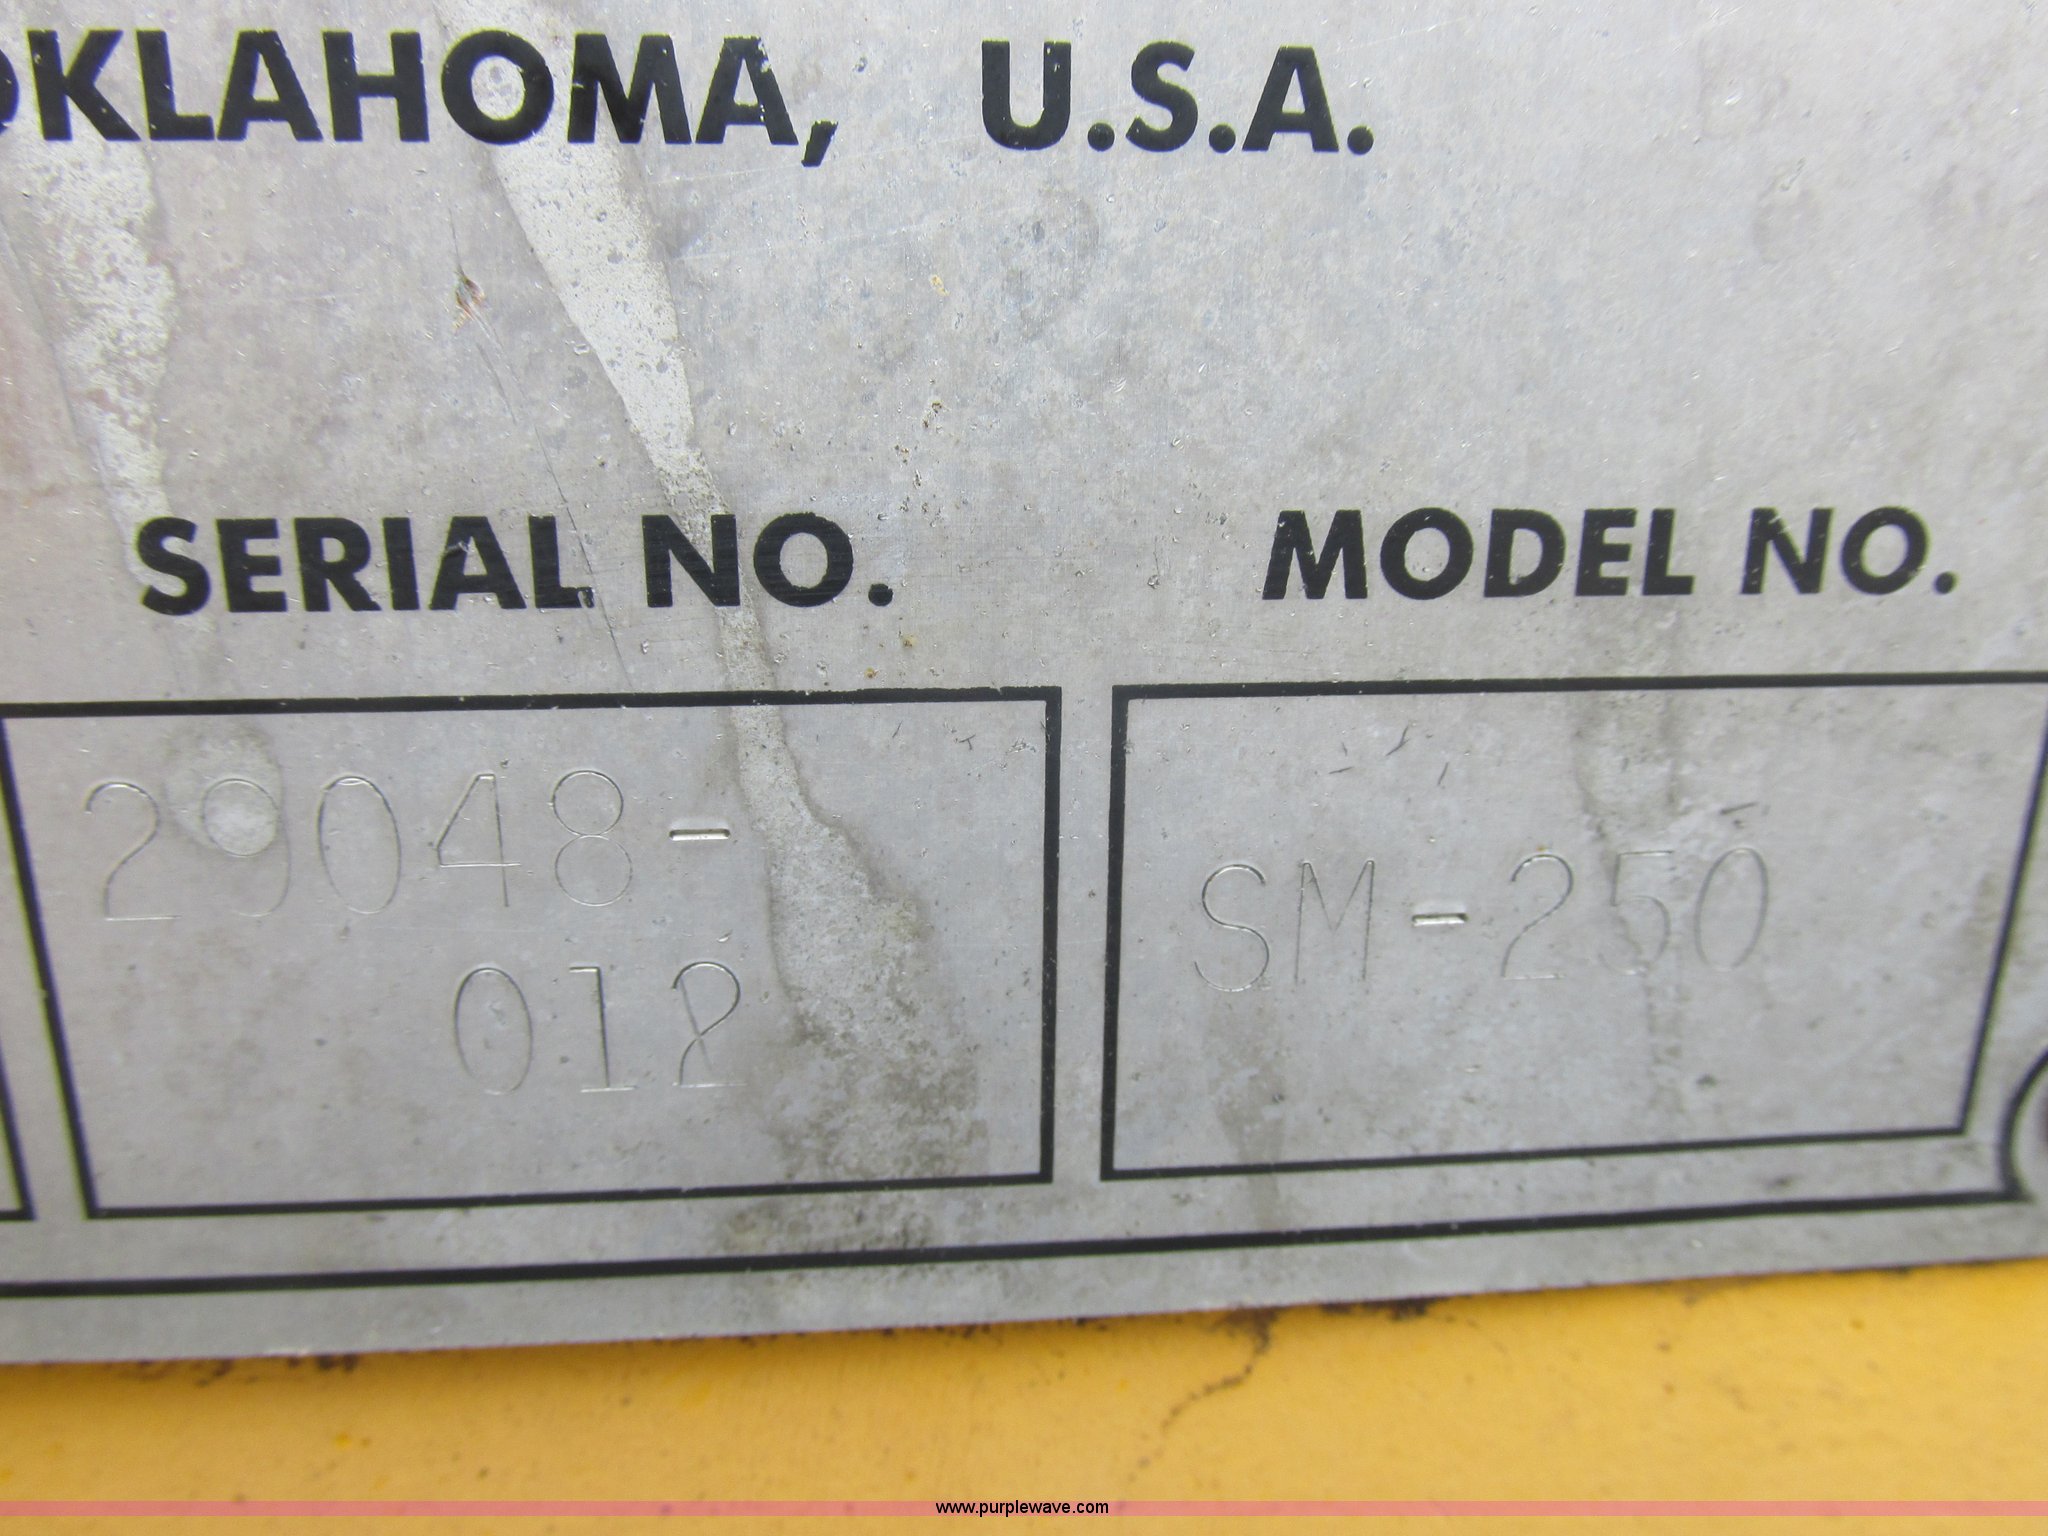 OKLAHOMA, U.S.A.
SERIAL NO. MODEL NO.
29048-
012
SM-250
www.purplewave.com